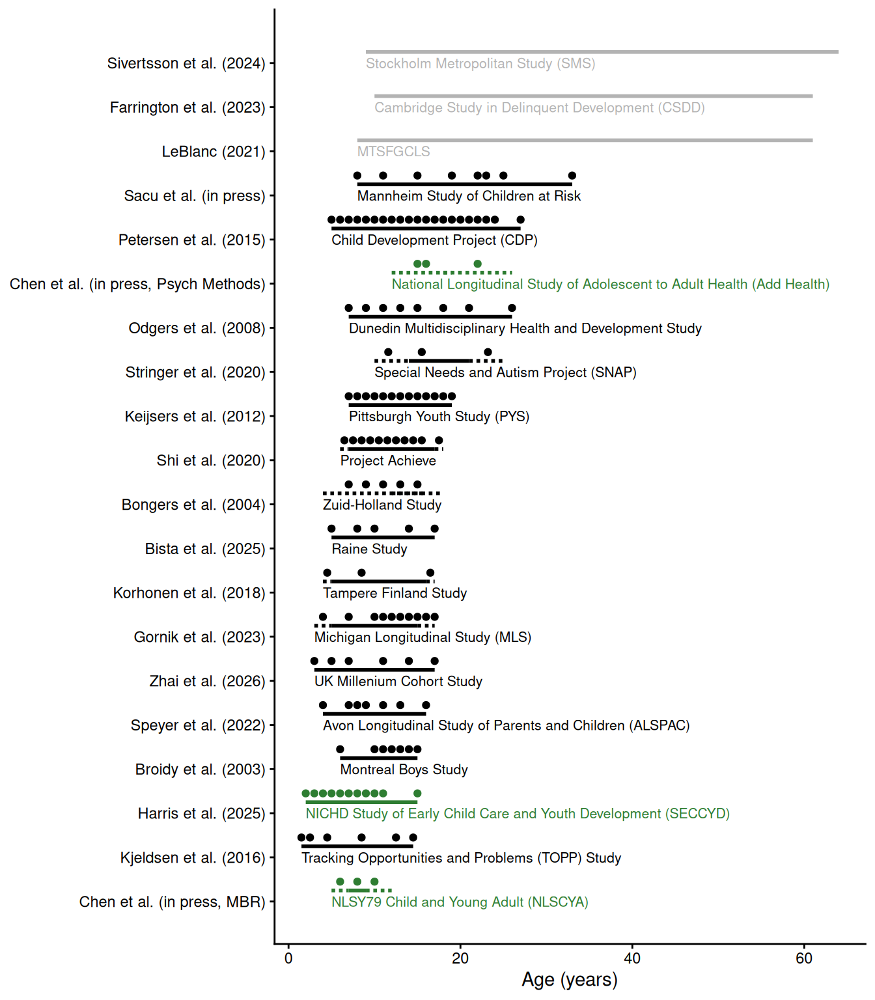 Sivertsson et al. (2024)
Stockholm Metropolitan Study (SMS)
Farrington et al. (2023)
Cambridge Study in Delinquent Development (CSDD)
LeBlanc (2021)
MTSFGCLS
Sacu et al. (in press)
Mannheim Study of Children at Risk
Petersen et al. (2015)
Child Development Project (CDP)
Chen et al. (in press, Psych Methods)
National Longitudinal Study of Adolescent to Adult Health (Add Health)
Odgers et al. (2008)
Dunedin Multidisciplinary Health and Development Study
Stringer et al. (2020)
Special Needs and Autism Project (SNAP)
Keijsers et al. (2012)
Pittsburgh Youth Study (PYS)
Shi et al. (2020)
Project Achieve
Bongers et al. (2004)
Zuid-Holland Study
Bista et al. (2025)
Raine Study
Korhonen et al. (2018)
Tampere Finland Study
Gornik et al. (2023)
Michigan Longitudinal Study (MLS)
Zhai et al. (2026)
UK Millenium Cohort Study
Speyer et al. (2022)
Avon Longitudinal Study of Parents and Children (ALSPAC)
Broidy et al. (2003)
Montreal Boys Study
Harris et al. (2025)
NICHD Study of Early Child Care and Youth Development (SECCYD)
Kjeldsen et al. (2016)
Tracking Opportunities and Problems (TOPP) Study
Chen et al. (in press, MBR)
NLSY79 Child and Young Adult (NLSCYA)
0 20 40 60
Age (years)